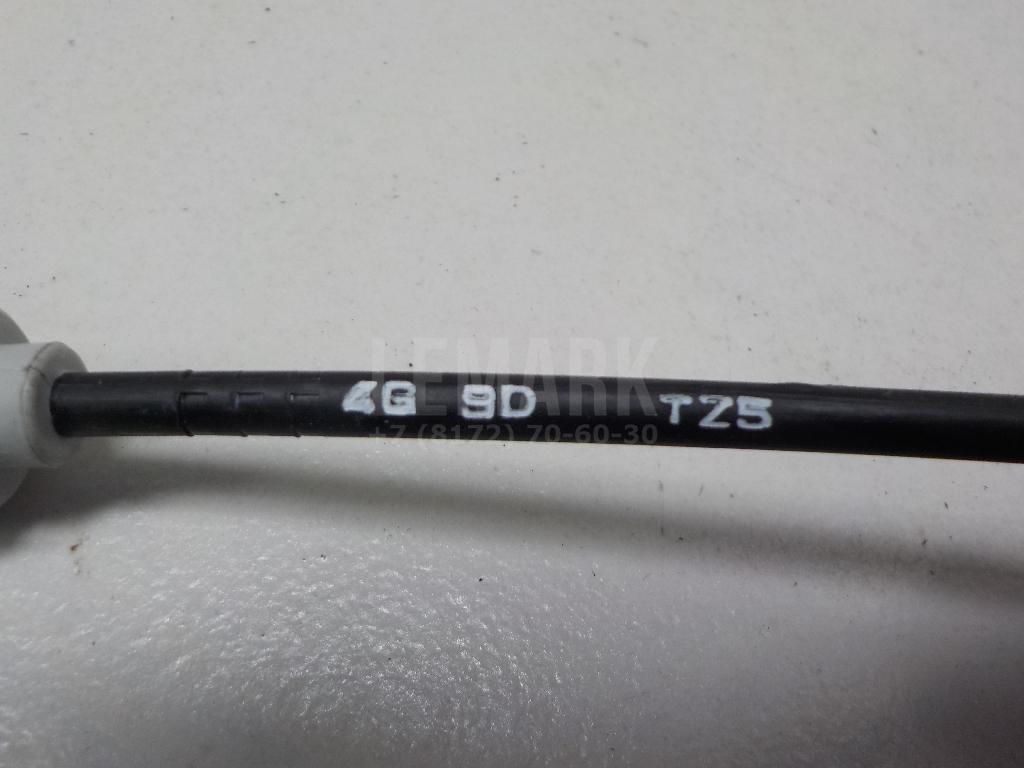 LEMARK
4G 9D T25
+7 (8172) 70-60-30